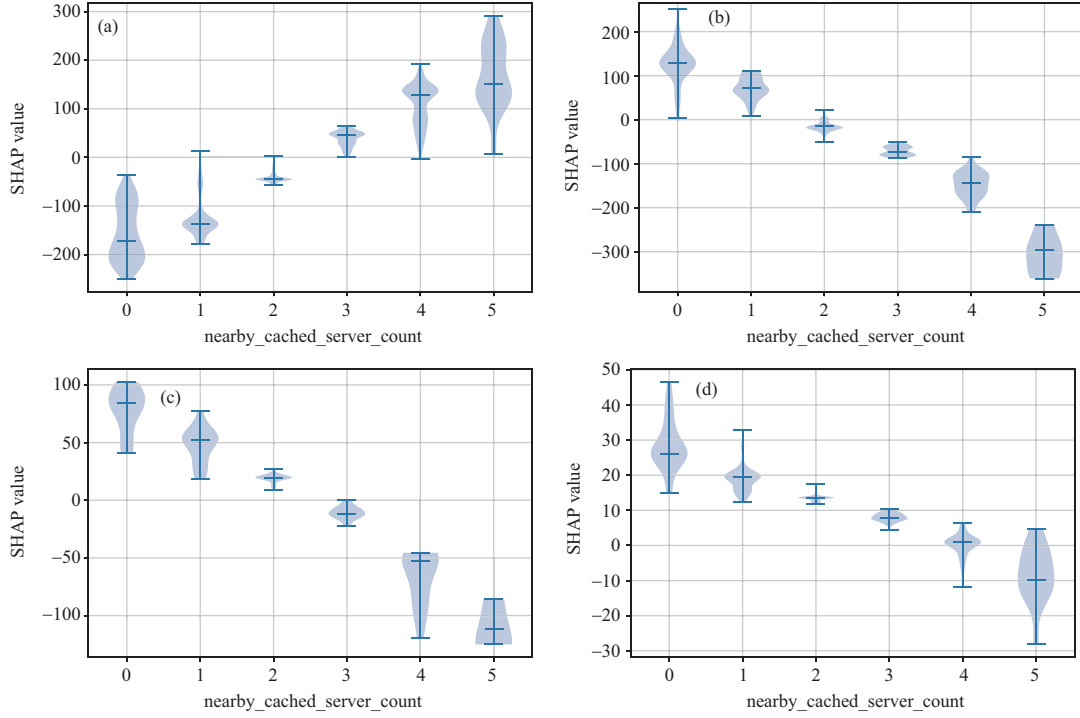 (a)
SHAP value
300
200
100
0
−100
−200
0 1 2 3 4 5
nearby_cached_server_count
(b)
SHAP value
200
100
0
−100
−200
−300
0 1 2 3 4 5
nearby_cached_server_count
(c)
SHAP value
100
50
0
−50
−100
0 1 2 3 4 5
nearby_cached_server_count
(d)
SHAP value
50
40
30
20
10
0
−10
−20
−30
0 1 2 3 4 5
nearby_cached_server_count